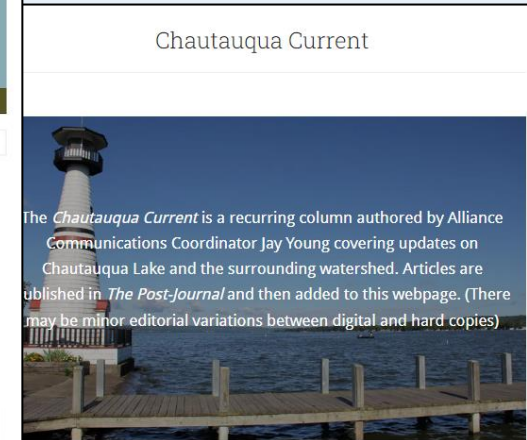 Chautauqua Current
The Chautauqua Current is a recurring column authored by Alliance
Communications Coordinator Jay Young covering updates on
Chautauqua Lake and the surrounding watershed. Articles are
ublished in The Post-Journal and then added to this webpage. (There
may be minor editorial variations between digital and hard copies)